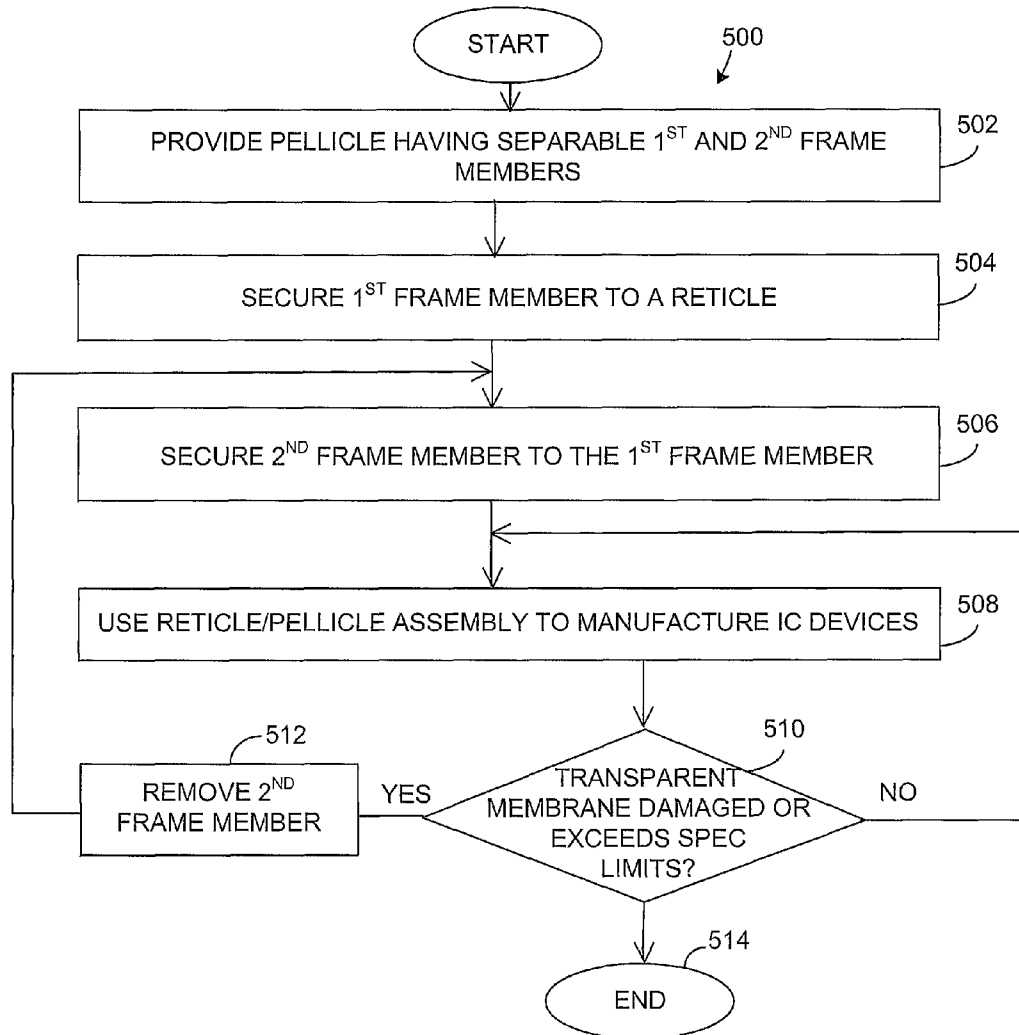 START
500
PROVIDE PELLICLE HAVING SEPARABLE 1ST AND 2ND FRAME
MEMBERS
502
SECURE 1ST FRAME MEMBER TO A RETICLE
504
SECURE 2ND FRAME MEMBER TO THE 1ST FRAME MEMBER
506
USE RETICLE/PELLICLE ASSEMBLY TO MANUFACTURE IC DEVICES
508
512
REMOVE 2ND
FRAME MEMBER
YES
510
TRANSPARENT
MEMBRANE DAMAGED OR
EXCEEDS SPEC
LIMITS?
NO
514
END